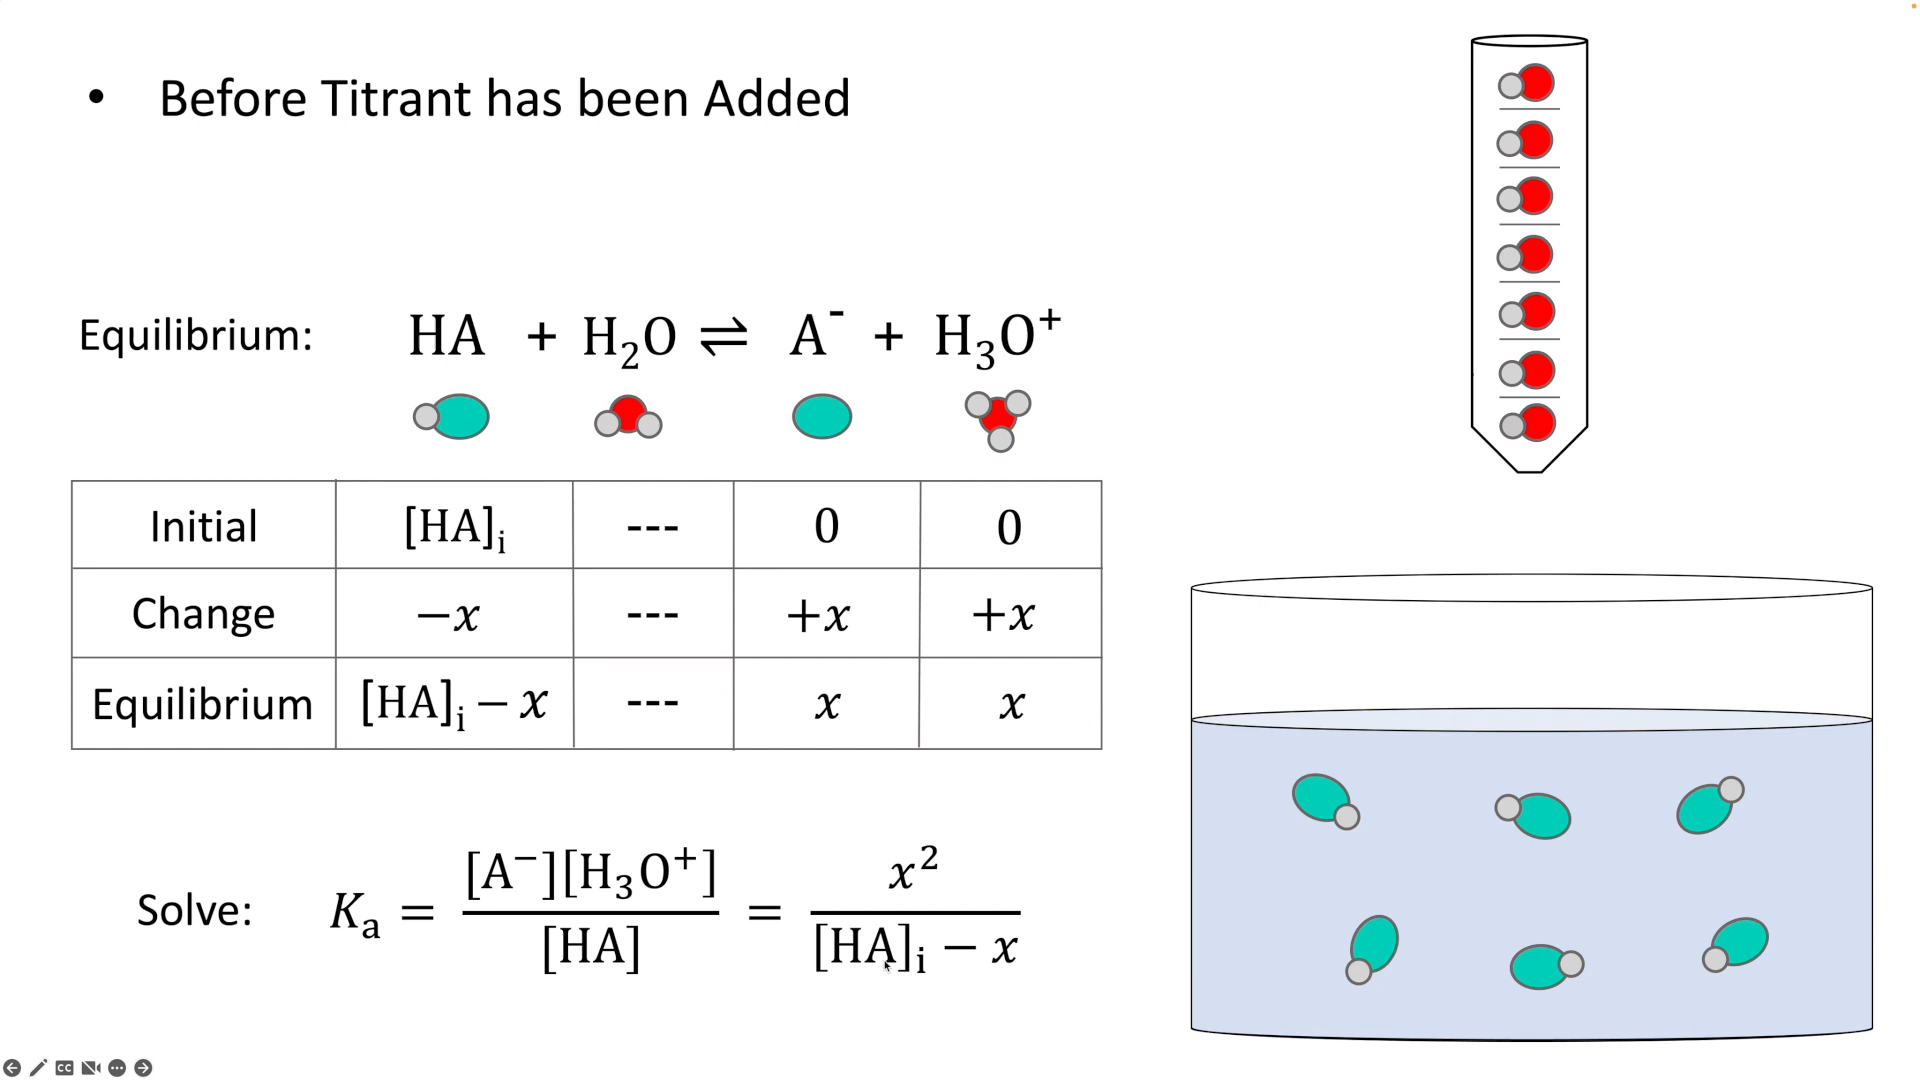 • Before Titrant has been Added
Equilibrium: HA + H₂O ⇌ A⁻ + H₃O⁺
Initial [HA]ᵢ --- 0 0
Change −x --- +x +x
Equilibrium [HA]ᵢ − x --- x x
Solve: Kₐ = [A⁻][H₃O⁺] / [HA] = x² / [HA]ᵢ − x
CC